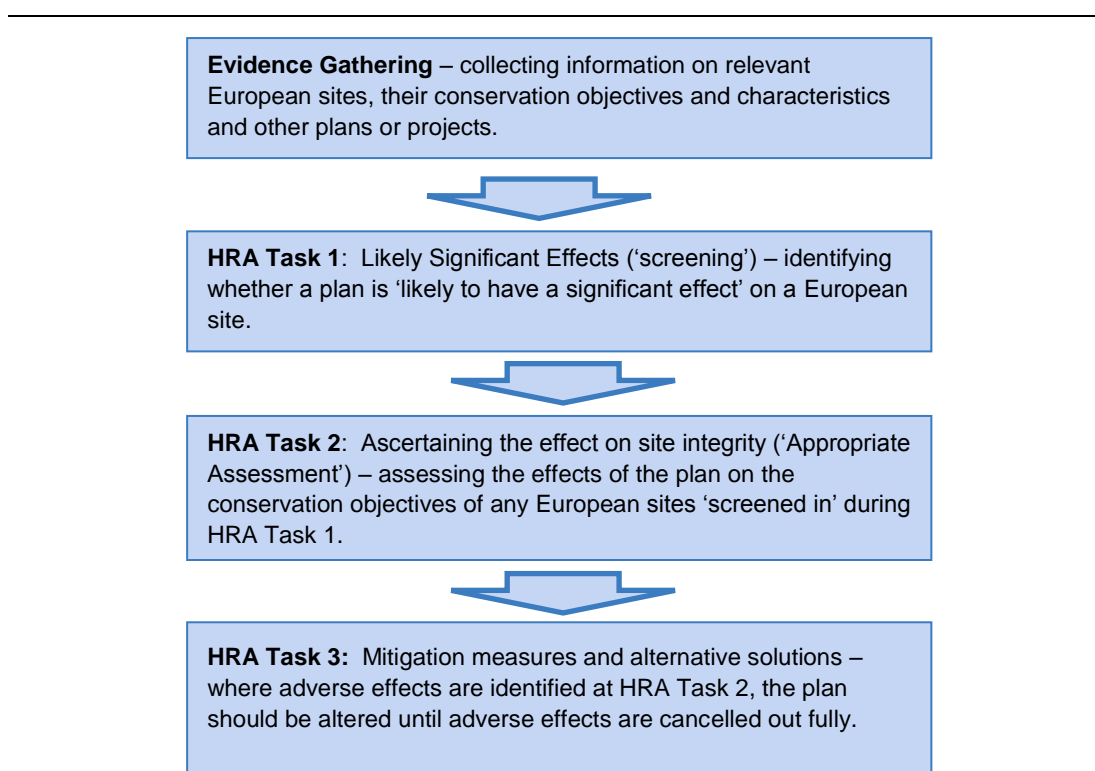 Evidence Gathering – collecting information on relevant
European sites, their conservation objectives and characteristics
and other plans or projects.
HRA Task 1:  Likely Significant Effects (‘screening’) – identifying
whether a plan is ‘likely to have a significant effect’ on a European
site.
HRA Task 2:  Ascertaining the effect on site integrity (‘Appropriate
Assessment’) – assessing the effects of the plan on the
conservation objectives of any European sites ‘screened in’ during
HRA Task 1.
HRA Task 3:  Mitigation measures and alternative solutions –
where adverse effects are identified at HRA Task 2, the plan
should be altered until adverse effects are cancelled out fully.